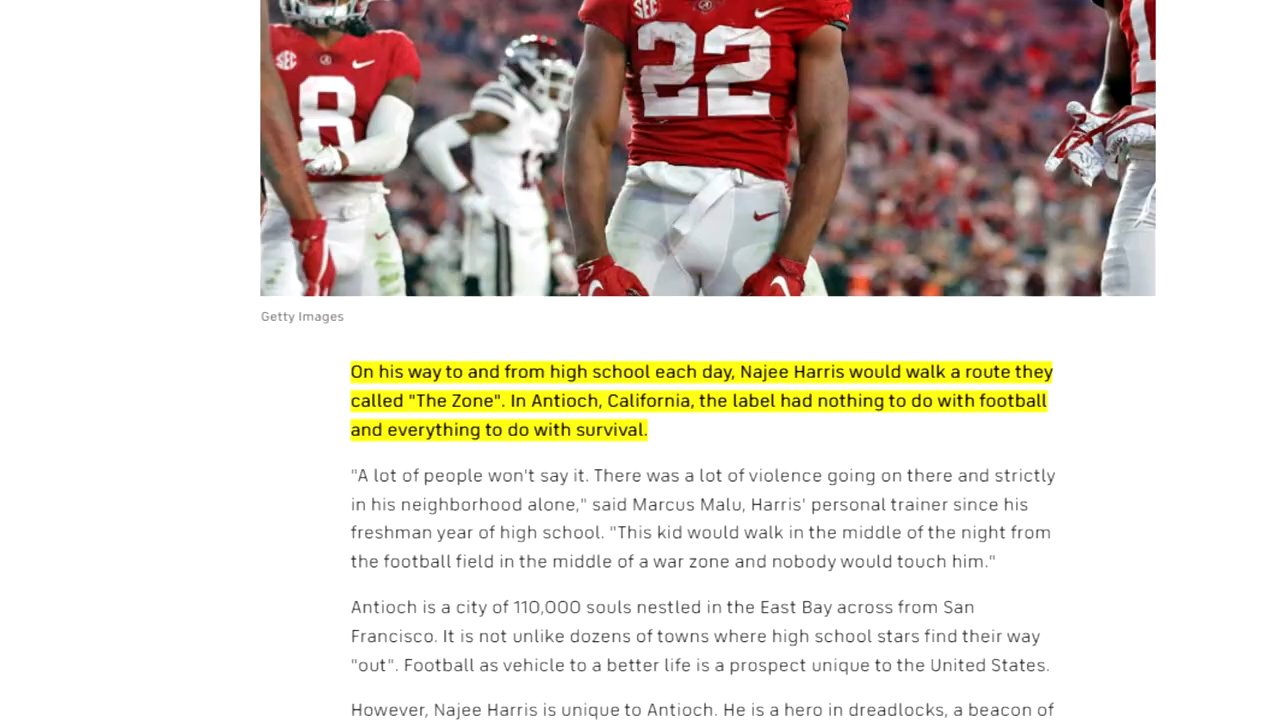 SEC
SEC
8
22
1
Getty Images
On his way to and from high school each day, Najee Harris would walk a route they
called "The Zone". In Antioch, California, the label had nothing to do with football
and everything to do with survival.
"A lot of people won't say it. There was a lot of violence going on there and strictly
in his neighborhood alone," said Marcus Malu, Harris' personal trainer since his
freshman year of high school. "This kid would walk in the middle of the night from
the football field in the middle of a war zone and nobody would touch him."
Antioch is a city of 110,000 souls nestled in the East Bay across from San
Francisco. It is not unlike dozens of towns where high school stars find their way
"out". Football as vehicle to a better life is a prospect unique to the United States.
However, Najee Harris is unique to Antioch. He is a hero in dreadlocks, a beacon of